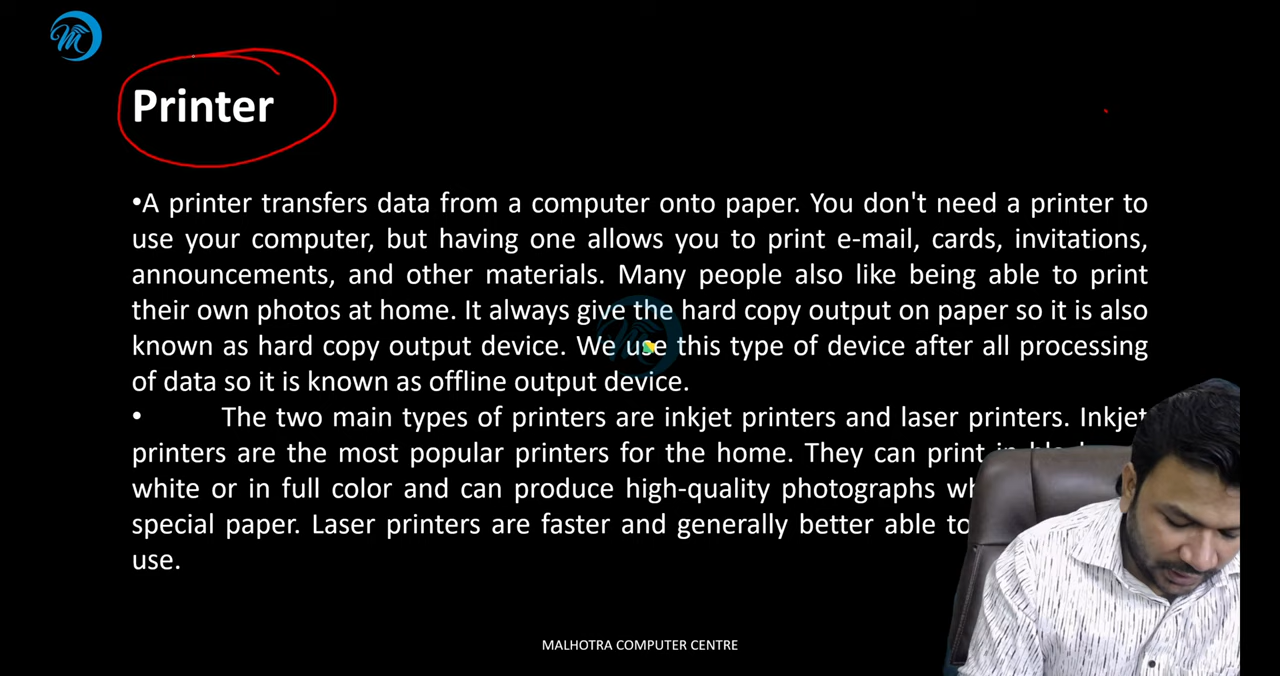 Printer
•A printer transfers data from a computer onto paper. You don't need a printer to
use your computer, but having one allows you to print e-mail, cards, invitations,
announcements, and other materials. Many people also like being able to print
their own photos at home. It always give the hard copy output on paper so it is also
known as hard copy output device. We use this type of device after all processing
of data so it is known as offline output device.
• The two main types of printers are inkjet printers and laser printers. Inkjet
printers are the most popular printers for the home. They can print in
white or in full color and can produce high-quality photographs
special paper. Laser printers are faster and generally better able to
use.
MALHOTRA COMPUTER CENTRE